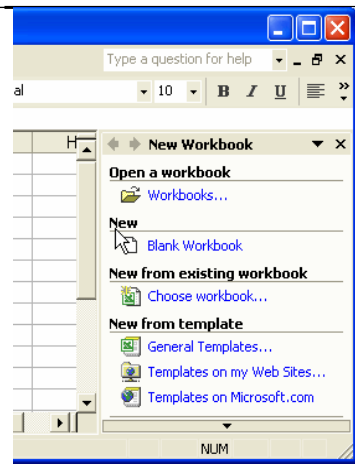 Type a question for help
al 10 B I U
H New Workbook
Open a workbook
Workbooks...
New
Blank Workbook
New from existing workbook
Choose workbook...
New from template
General Templates...
Templates on my Web Sites...
Templates on Microsoft.com
NUM